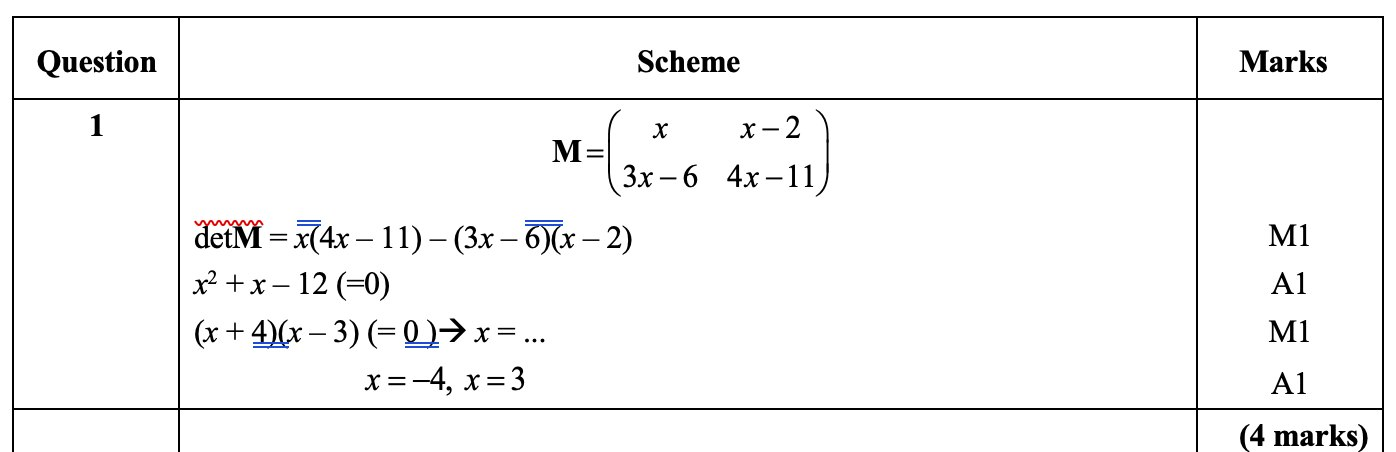 Question Scheme Marks
1
M = ( x x – 2
3x – 6 4x – 11 )
detM = x(4x – 11) – (3x – 6)(x – 2) M1
x² + x – 12 (=0) A1
(x + 4)(x – 3) (= 0 )→ x = ... M1
x = –4, x = 3 A1
(4 marks)